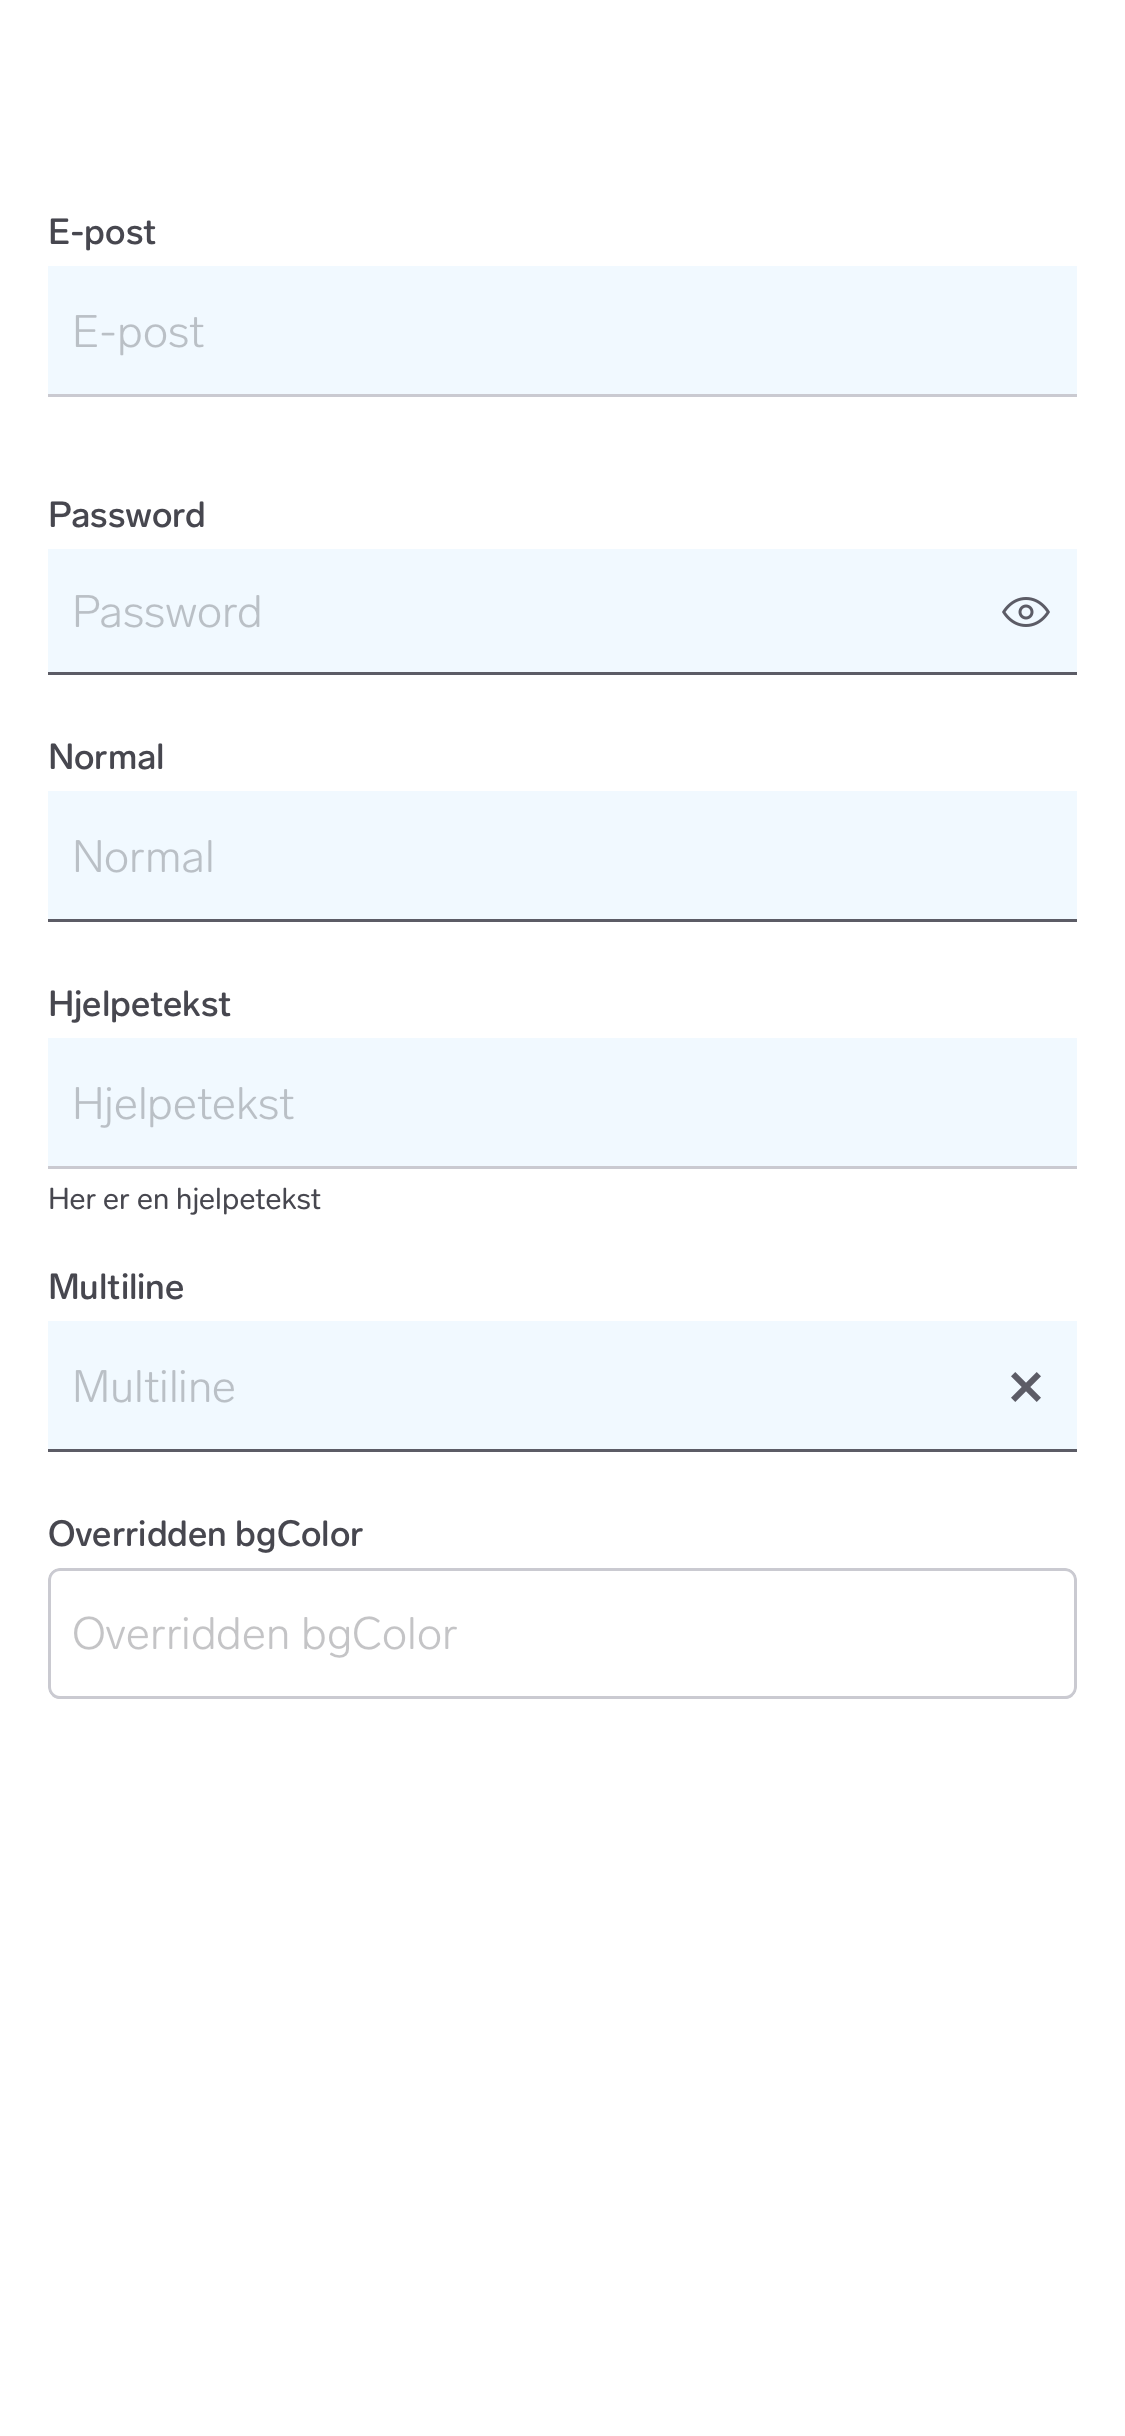 E-post
E-post
Password
Password
Normal
Normal
Hjelpetekst
Hjelpetekst
Her er en hjelpetekst
Multiline
Multiline
Overridden bgColor
Overridden bgColor